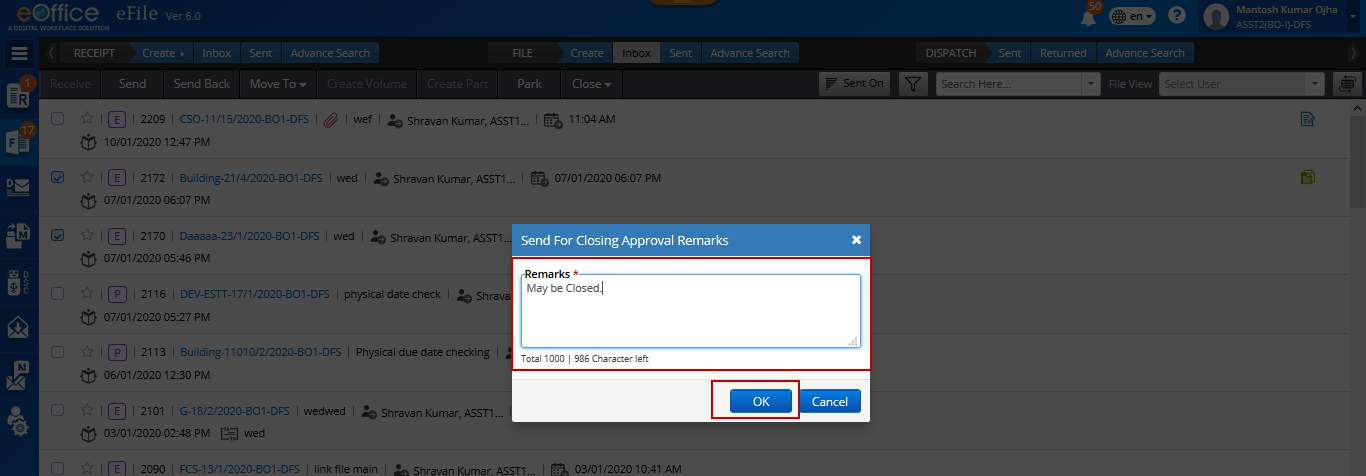 eOffice eFile Ver.6.0
A DIGITAL WORKPLACE SOLUTION
50 en ? Mantosh Kumar Ojha
ASST2(BO-I)-DFS
RECEIPT Create Inbox Sent Advance Search FILE Create Inbox Sent Advance Search DISPATCH Sent Returned Advance Search
Receive Send Send Back Move To Create Volume Create Part Park Close Sent On Search Here... File View Select User
1 R
E 2209 CSO-11/15/2020-BO1-DFS | wef | Shravan Kumar, ASST1... | 11:04 AM
10/01/2020 12:47 PM
17 F
E 2172 Building-21/4/2020-BO1-DFS | wed | Shravan Kumar, ASST1... | 07/01/2020 06:07 PM
07/01/2020 06:07 PM
D
E 2170 Daaaaa-23/1/2020-BO1-DFS | wed | Shravan Kumar, ASST1...
07/01/2020 05:46 PM
M
DSC
P 2116 DEV-ESTT-17/1/2020-BO1-DFS | physical date check | Shrava
07/01/2020 05:27 PM
P 2113 Building-11010/2/2020-BO1-DFS | Physical due date checking
06/01/2020 12:30 PM
N
E 2101 G-18/2/2020-BO1-DFS | wedwed | Shravan Kumar, ASST1...
03/01/2020 02:48 PM wed
E 2090 FCS-13/1/2020-BO1-DFS | link file main | Shravan Kumar, ASST1... | 03/01/2020 10:41 AM
Send For Closing Approval Remarks
Remarks *
May be Closed.
Total 1000 | 986 Character left
OK Cancel